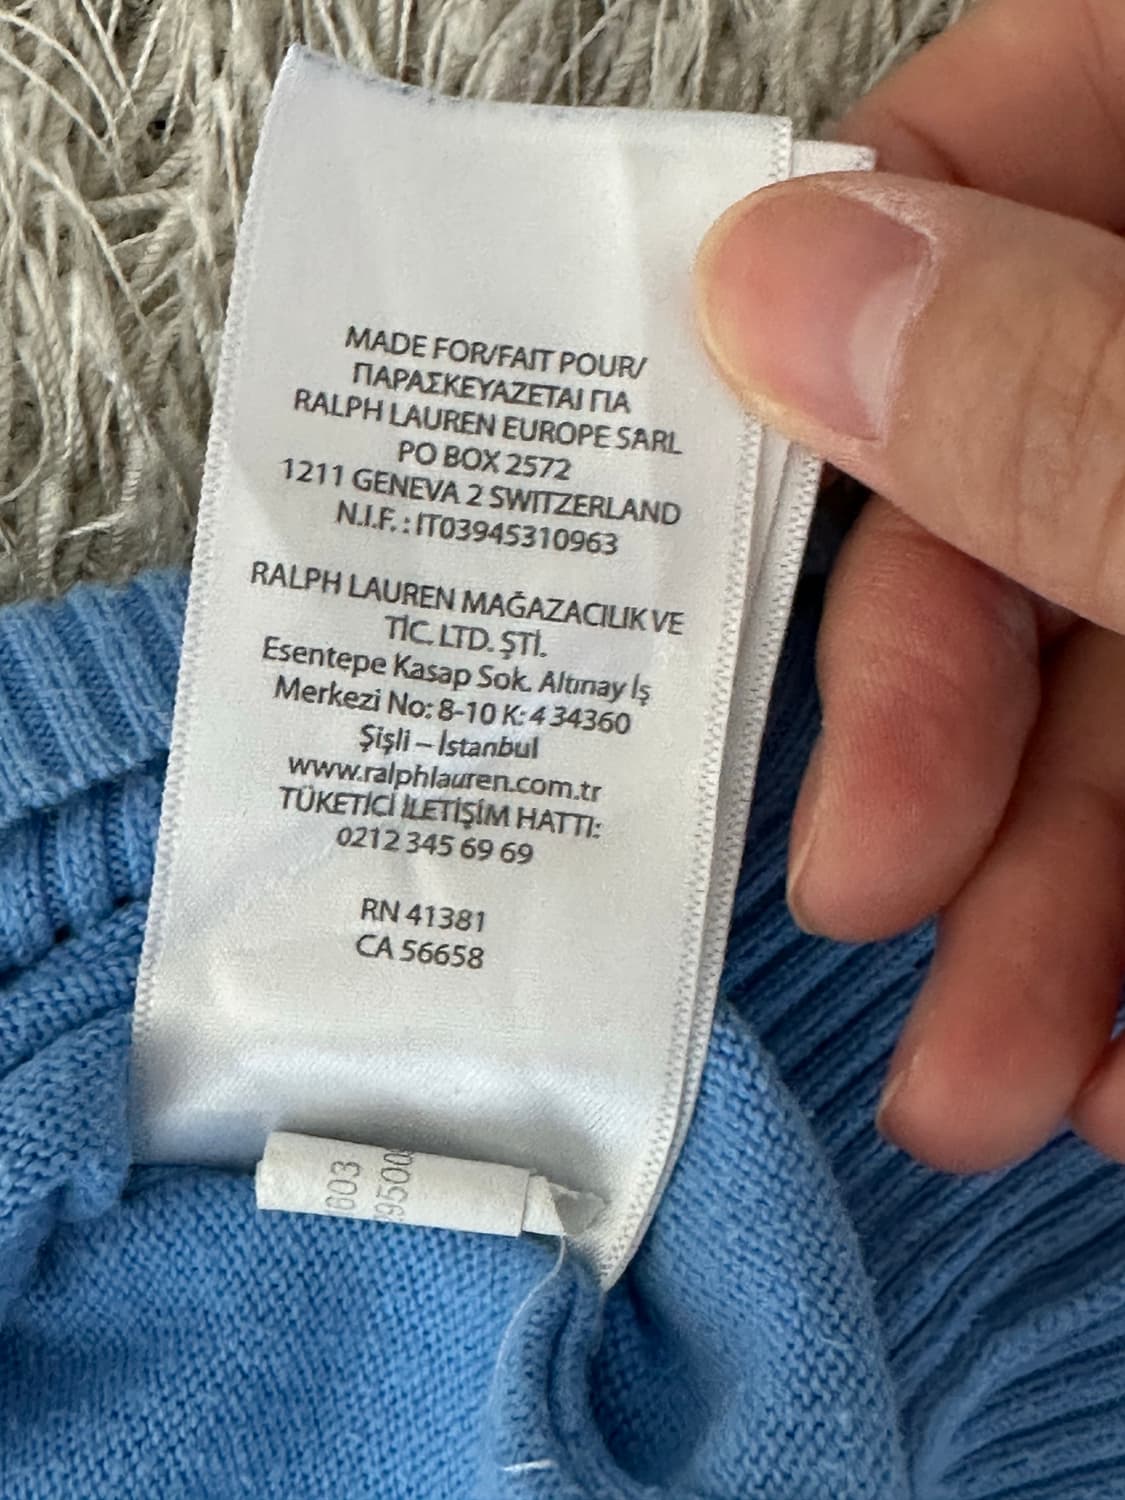 MADE FOR/FAIT POUR/
ΠΑΡΑΣΚΕΥΑΖΕΤΑΙ ΓΙΑ
RALPH LAUREN EUROPE SARL
PO BOX 2572
1211 GENEVA 2 SWITZERLAND
N.I.F. : IT03945310963
RALPH LAUREN MAĞAZACILIK VE
TİC. LTD. ŞTİ.
Esentepe Kasap Sok. Altınay İş
Merkezi No: 8-10 K: 4 34360
Şişli – İstanbul
www.ralphlauren.com.tr
TÜKETİCİ İLETİŞİM HATTI:
0212 345 69 69
RN 41381
CA 56658
603
9500